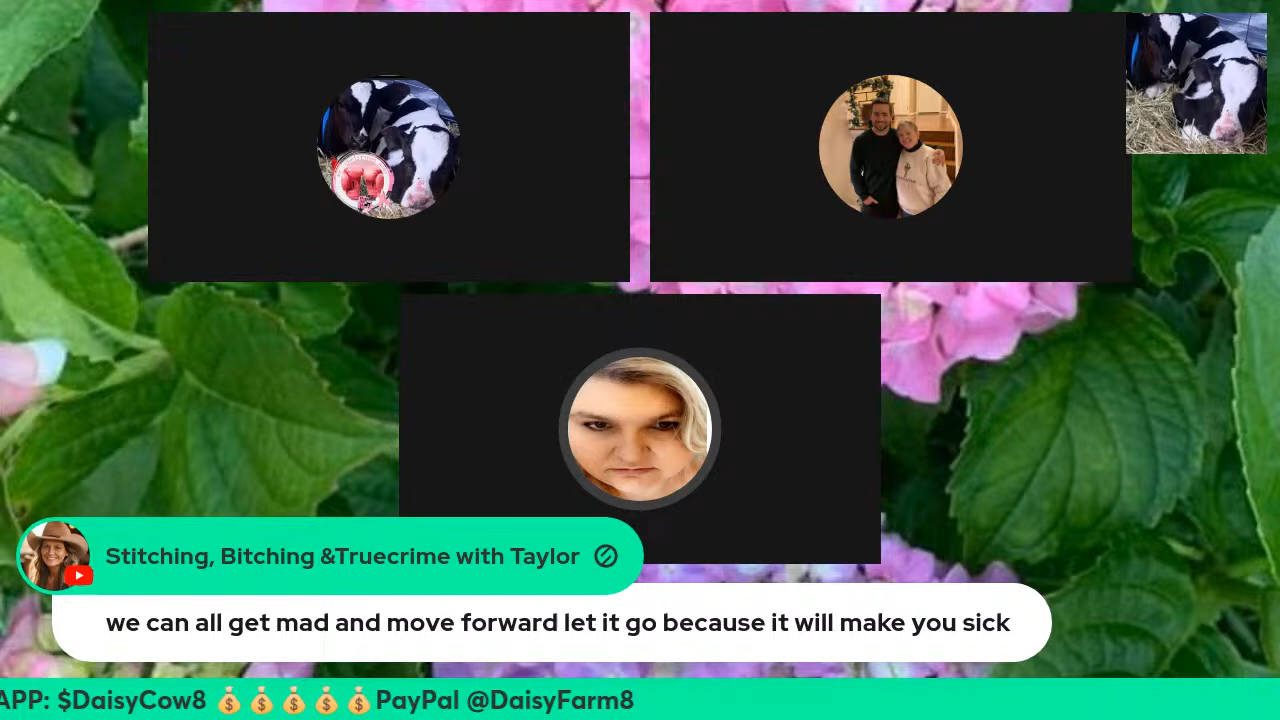 Stitching, Bitching &Truecrime with Taylor
we can all get mad and move forward let it go because it will make you sick
APP: $DaisyCow8 💰💰💰💰💰PayPal @DaisyFarm8